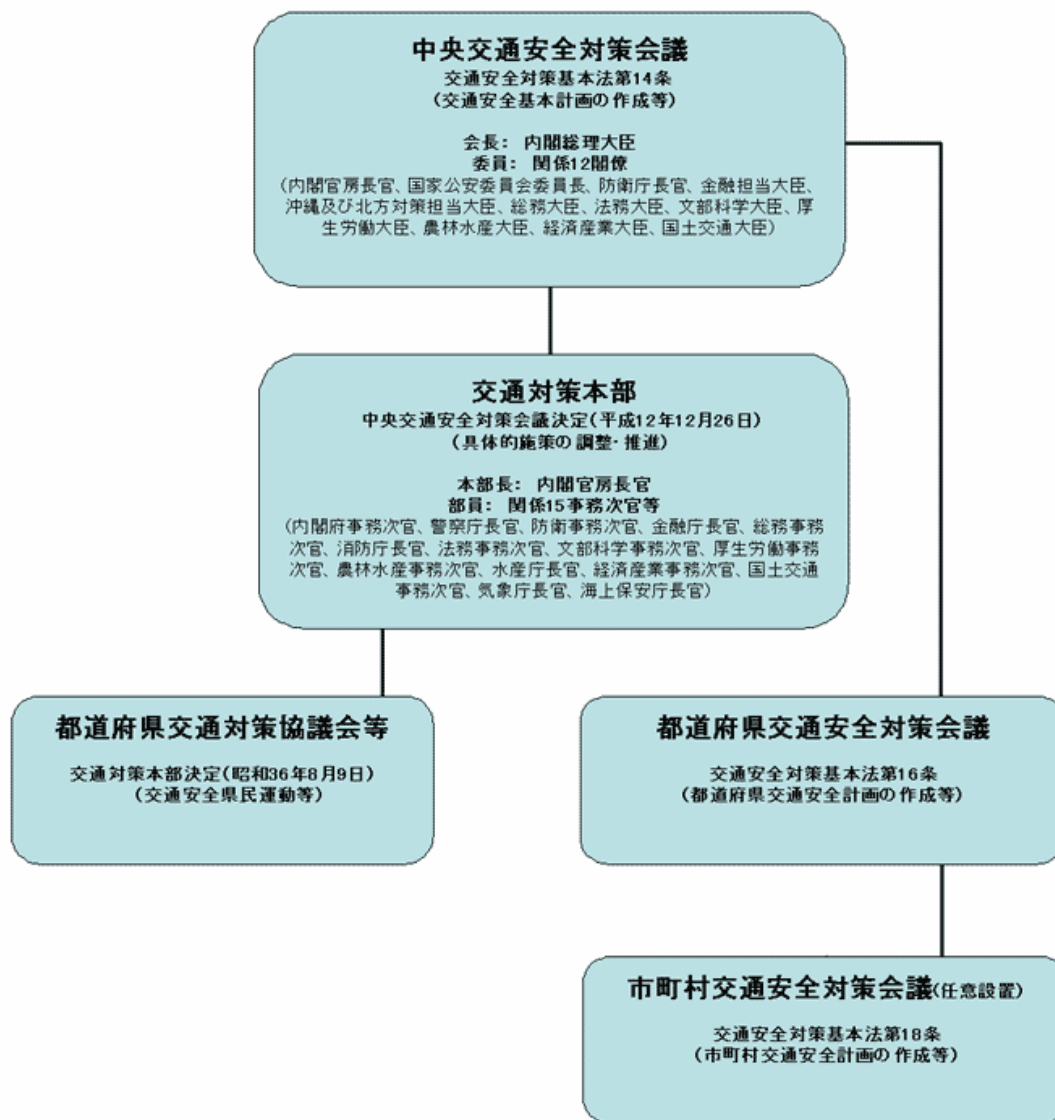 中央交通安全対策会議
交通安全対策基本法第14条
(交通安全基本計画の作成等)
会長: 内閣総理大臣
委員: 関係12閣僚
(内閣官房長官、国家公安委員会委員長、防衛庁長官、金融担当大臣、
沖縄及び北方対策担当大臣、総務大臣、法務大臣、文部科学大臣、厚
生労働大臣、農林水産大臣、経済産業大臣、国土交通大臣)
交通対策本部
中央交通安全対策会議決定(平成12年12月26日)
(具体的施策の調整・推進)
本部長: 内閣官房長官
部員: 関係15事務次官等
(内閣府事務次官、警察庁長官、防衛事務次官、金融庁長官、総務事務
次官、消防庁長官、法務事務次官、文部科学事務次官、厚生労働事務
次官、農林水産事務次官、水産庁長官、経済産業事務次官、国土交通
事務次官、気象庁長官、海上保安庁長官)
都道府県交通対策協議会等
交通対策本部決定(昭和36年8月9日)
(交通安全県民運動等)
都道府県交通安全対策会議
交通安全対策基本法第16条
(都道府県交通安全計画の作成等)
市町村交通安全対策会議(任意設置)
交通安全対策基本法第18条
(市町村交通安全計画の作成等)